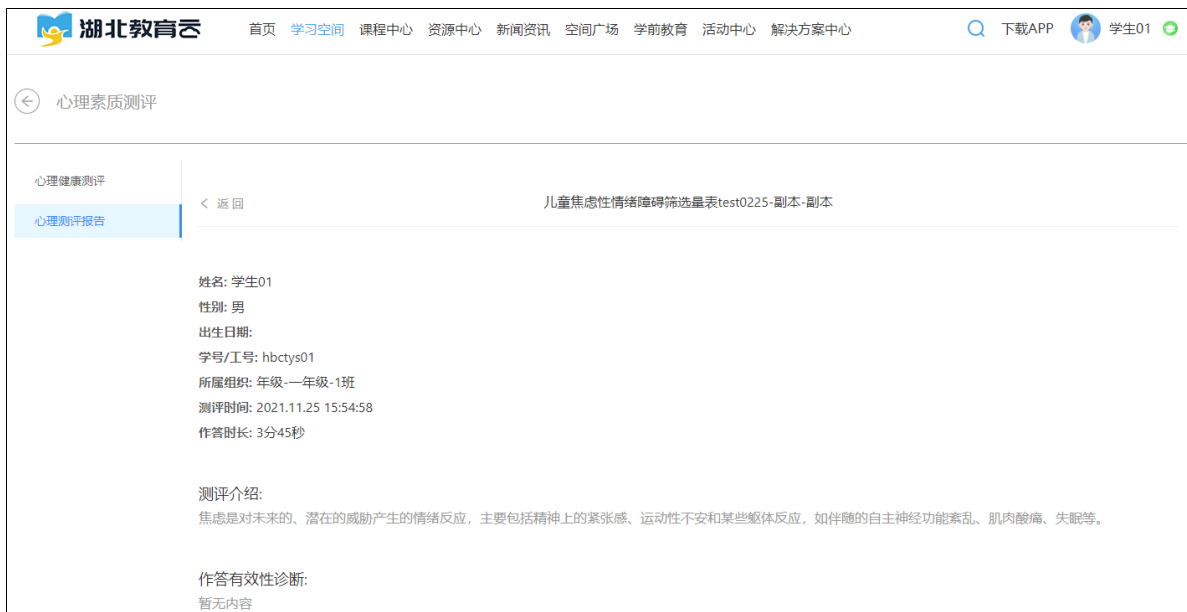 湖北教育云 首页 学习空间 课程中心 资源中心 新闻资讯 空间广场 学前教育 活动中心 解决方案中心 下载APP 学生01
心理素质测评
心理健康测评
心理测评报告
< 返回 儿童焦虑性情绪障碍筛选量表test0225-副本-副本
姓名: 学生01
性别: 男
出生日期:
学号/工号: hbctys01
所属组织: 年级-一年级-1班
测评时间: 2021.11.25 15:54:58
作答时长: 3分45秒
测评介绍:
焦虑是对未来的、潜在的威胁产生的情绪反应，主要包括精神上的紧张感、运动性不安和某些躯体反应，如伴随的自主神经功能紊乱、肌肉酸痛、失眠等。
作答有效性诊断:
暂无内容